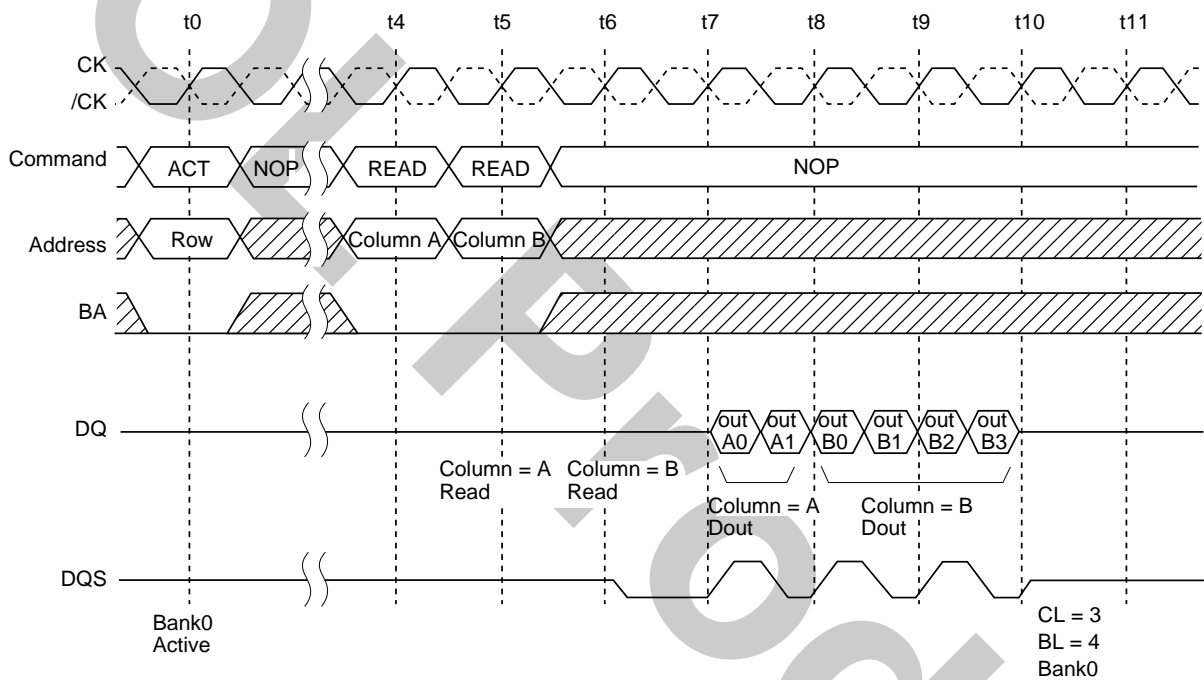 t0 t4 t5 t6 t7 t8 t9 t10 t11
CK
/CK
Command ACT NOP READ READ NOP
Address Row Column A Column B
BA
DQ out A0 out A1 out B0 out B1 out B2 out B3
Column = A Read
Column = B Read
Column = A Dout
Column = B Dout
DQS
Bank0
Active
CL = 3
BL = 4
Bank0